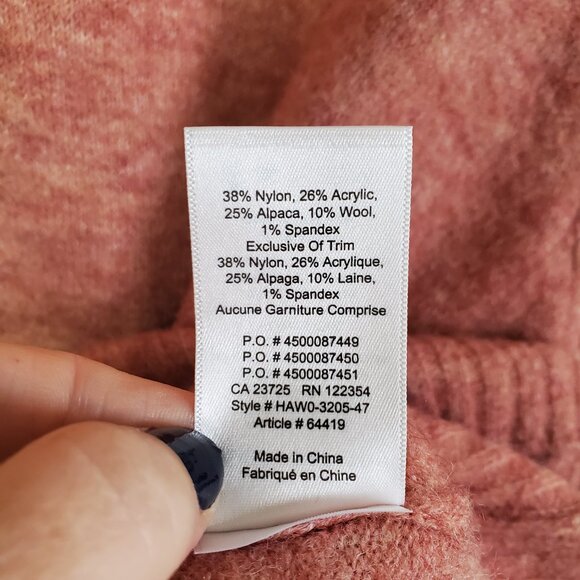 38% Nylon, 26% Acrylic,
25% Alpaca, 10% Wool,
1% Spandex
Exclusive Of Trim
38% Nylon, 26% Acrylique,
25% Alpaga, 10% Laine,
1% Spandex
Aucune Garniture Comprise
P.O. # 4500087449
P.O. # 4500087450
P.O. # 4500087451
CA 23725 RN 122354
Style # HAW0-3205-47
Article # 64419
Made in China
Fabriqué en Chine